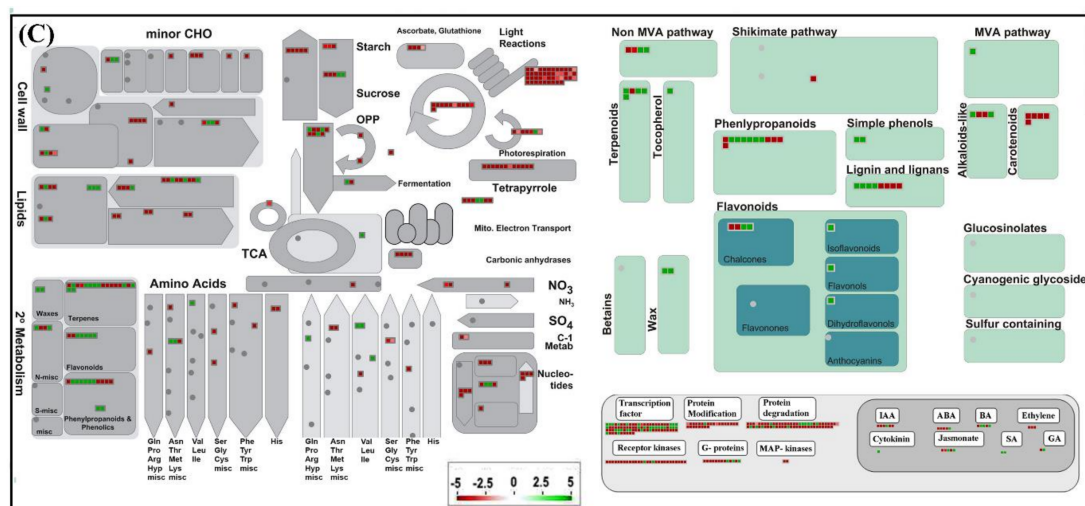 (C)
minor CHO
Cell wall
Lipids
2° Metabolism
Starch
Sucrose
OPP
Ascorbate, Glutathione
Light
Reactions
Photorespiration
Tetrapyrrole
Fermentation
Mito. Electron Transport
TCA
Carbonic anhydrases
Amino Acids
NO3
NH2
SO4
C-1
Metab
Nucleo-
tides
Waxes
Terpenes
N-misc
Flavonoids
S-misc
Phenylpropanoids &
Phenolics
misc
Gln Asn Val Ser Phe His
Pro Thr Leu Gly Tyr
Arg Met Ile Cys Trp
Hyp Lys misc misc
misc misc
Gln Asn Val Ser Phe His
Pro Thr Leu Gly Tyr
Arg Met Ile Cys Trp
Hyp Lys misc misc
misc misc
-5 -2.5 0 2.5 5
Non MVA pathway
Shikimate pathway
MVA pathway
Terpenoids
Tocopherol
Phenlypropanoids
Simple phenols
Lignin and lignans
Alkaloids-like
Carotenoids
Flavonoids
Chalcones
Isoflavonoids
Flavonols
Flavonones
Dihydroflavonols
Anthocyanins
Betains
Wax
Glucosinolates
Cyanogenic glycoside
Sulfur containing
Transcription
factor
Protein
Modification
Protein
degradation
Receptor kinases
G- proteins
MAP- kinases
IAA
ABA
BA
Ethylene
Cytokinin
Jasmonate
SA
GA